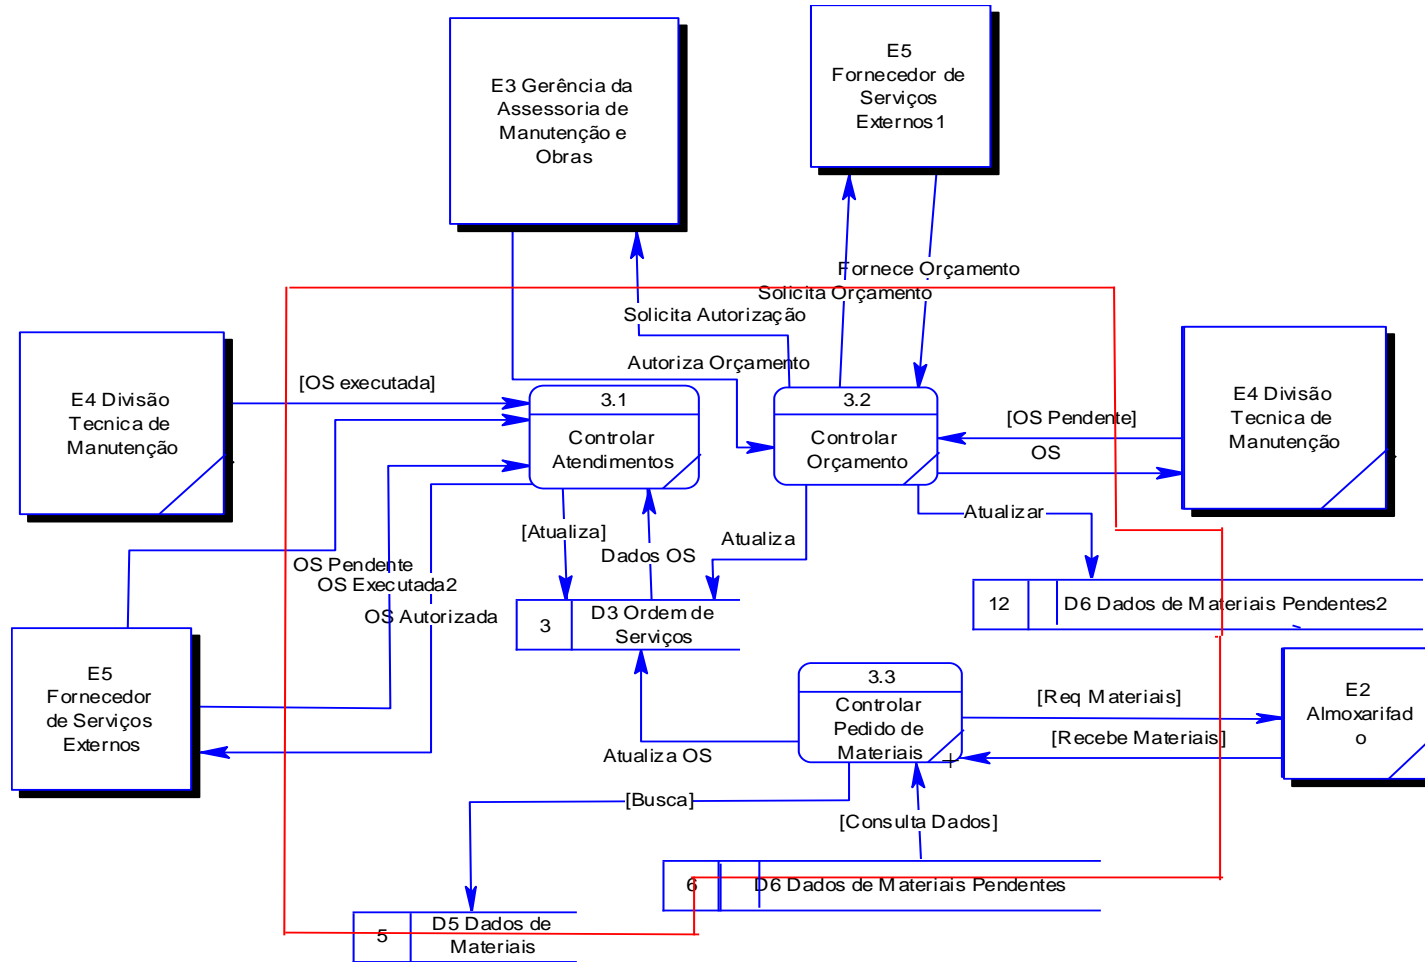 E3 Gerência da
Assessoria de
Manutenção e
Obras
E5
Fornecedor de
Serviços
Externos1
Fornece Orçamento
Solicita Orçamento
Solicita Autorização
Autoriza Orçamento
[OS executada]
E4 Divisão
Tecnica de
Manutenção
3.1
Controlar
Atendimentos
3.2
Controlar
Orçamento
[OS Pendente]
OS
E4 Divisão
Tecnica de
Manutenção
[Atualiza]
Dados OS
Atualiza
Atualizar
OS Pendente
OS Executada2
OS Autorizada
3
D3 Ordem de
Serviços
12
D6 Dados de Materiais Pendentes2
E5
Fornecedor
de Serviços
Externos
3.3
Controlar
Pedido de
Materiais
[Req Materiais]
[Recebe Materiais]
E2
Almoxarifad
o
Atualiza OS
[Busca]
[Consulta Dados]
6
D6 Dados de Materiais Pendentes
5
D5 Dados de
Materiais